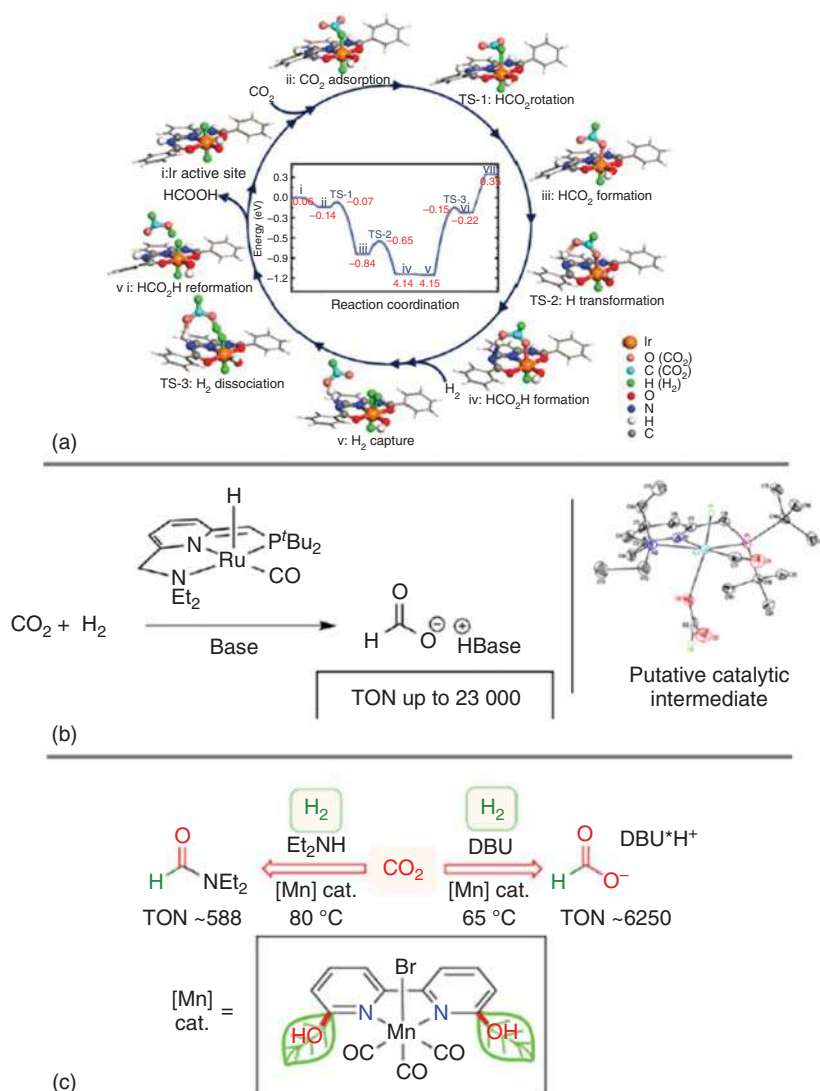 ii: CO₂ adsorption
CO₂
TS-1: HCO₂rotation
i:Ir active site
iii: HCO₂ formation
HCOOH
TS-2: H transformation
v i: HCO₂H reformation
TS-3: H₂ dissociation
v: H₂ capture
H₂
iv: HCO₂H formation
Energy (eV)
0.3
0.0
−0.3
−0.6
−0.9
−1.2
i
0.06
ii
−0.14
TS-1
−0.07
iii
−0.84
TS-2
−0.65
iv
4.14
v
4.15
TS-3
−0.15
vi
−0.22
vii
0.35
Reaction coordination
Ir
O (CO₂)
C (CO₂)
H (H₂)
O
N
H
C
(a)
H
N
PᵗBu₂
Ru
N
CO
Et₂
CO₂ + H₂
Base
O
H
O
⊖
⊕
HBase
TON up to 23 000
Putative catalytic
intermediate
(b)
H₂
H₂
Et₂NH
DBU
CO₂
[Mn] cat.
[Mn] cat.
80 °C
65 °C
O
H
NEt₂
TON ~588
O
H
O⁻
DBU*H⁺
TON ~6250
[Mn] =
cat.
Br
N
N
HO
OH
Mn
OC
CO
CO
(c)